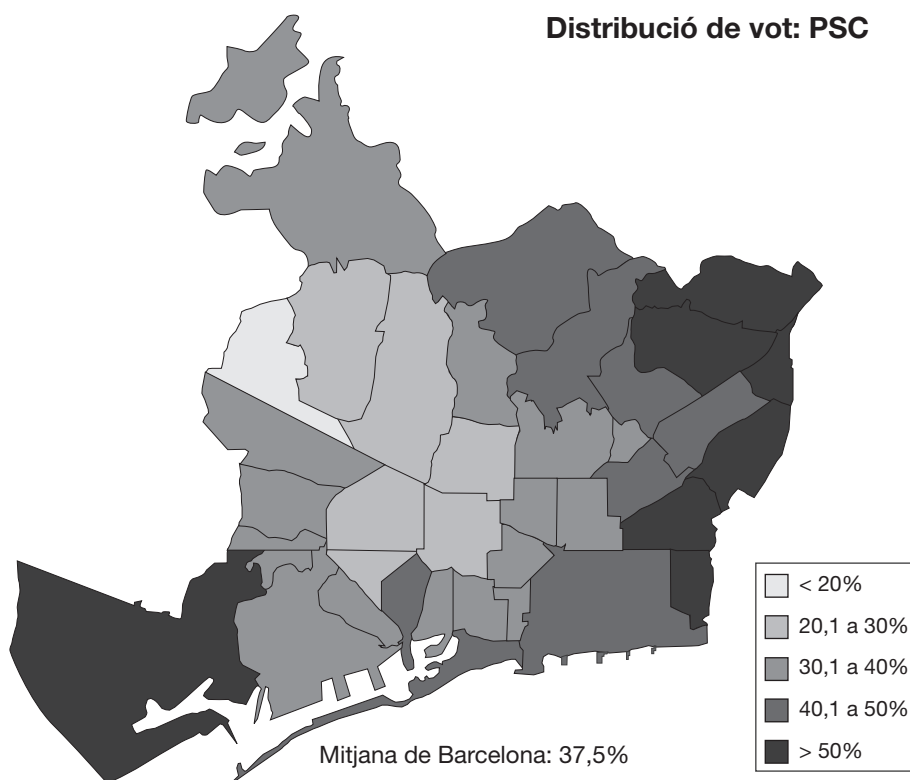 Distribució de vot: PSC
< 20%
20,1 a 30%
30,1 a 40%
40,1 a 50%
> 50%
Mitjana de Barcelona: 37,5%